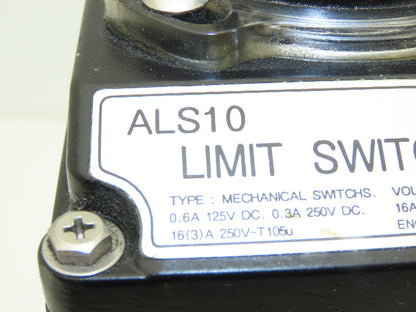 ALS10
LIMIT SWITC
TYPE : MECHANICAL SWITCHS. VOL
0.6A 125V DC. 0.3A 250V DC. 16A
16(3)A 250V-T105u EN